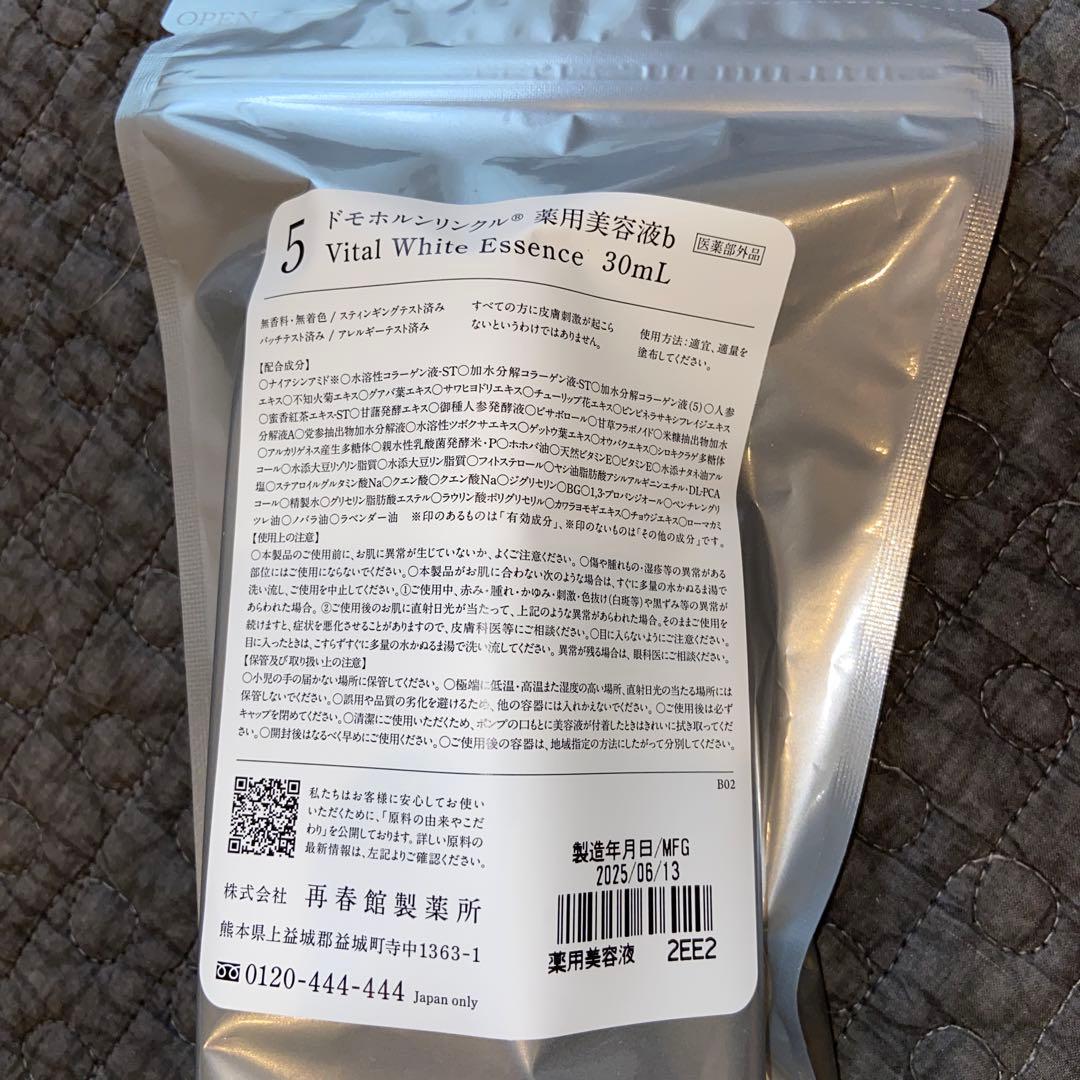 OPEN
5 ドモホルンリンクル® 薬用美容液b 医薬部外品
Vital White Essence 30mL
無香料・無着色 / スティンギングテスト済み
パッチテスト済み / アレルギーテスト済み
すべての方に皮膚刺激が起こら
ないというわけではありません。
使用方法:適宜、適量を
塗布してください。
【配合成分】
○ナイアシンアミド※○水溶性コラーゲン液-ST○加水分解コラーゲン液-ST○加水分解コラーゲン液(5)○人参
エキス○不知火菊エキス○グアバ葉エキス○サワヒヨドリエキス○チューリップ花エキス○ピンピネラサキシフレイジエキス
○蜜香紅茶エキス-ST○甘藷発酵エキス○御種人参発酵液○ビサボロール○甘草フラボノイド○米糠抽出物加水
分解液A○党参抽出物加水分解液○水溶性ツボクサエキス○ゲットウ葉エキス○オウバクエキス○シロキクラゲ多糖体
○アルカリゲネス産生多糖体○親水性乳酸菌発酵米・P○ホホバ油○天然ビタミンE○ビタミンE○水添ナタネ油アル
コール○水添大豆リゾリン脂質○水添大豆リン脂質○フィトステロール○ヤシ油脂肪酸アシルアルギニンエチル・DL-PCA
塩○ステアロイルグルタミン酸Na○クエン酸○クエン酸Na○ジグリセリン○BG○1,3-プロパンジオール○ペンチレングリ
コール○精製水○グリセリン脂肪酸エステル○ラウリン酸ポリグリセリル○カワラヨモギエキス○チョウジエキス○ローマカミ
ツレ油○ノバラ油○ラベンダー油 ※印のあるものは「有効成分」、※印のないものは「その他の成分」です。
【使用上の注意】
○本製品のご使用前に、お肌に異常が生じていないか、よくご注意ください。○傷や腫れもの・湿疹等の異常がある
部位にはご使用にならないでください。○本製品がお肌に合わない次のような場合は、すぐに多量の水かぬるま湯で
洗い流し、ご使用を中止してください。①ご使用中、赤み・腫れ・かゆみ・刺激・色抜け(白斑等)や黒ずみ等の異常が
あらわれた場合。②ご使用後のお肌に直射日光が当たって、上記のような異常があらわれた場合。そのままご使用を
続けますと、症状を悪化させることがありますので、皮膚科医等にご相談ください。○目に入らないようにご注意ください。
目に入ったときは、こすらずすぐに多量の水かぬるま湯で洗い流してください。異常が残る場合は、眼科医にご相談ください。
【保管及び取り扱い上の注意】
○小児の手の届かない場所に保管してください。○極端に低温・高温また湿度の高い場所、直射日光の当たる場所には
保管しないでください。○誤用や品質の劣化を避けるため、他の容器には入れかえないでください。○ご使用後は必ず
キャップを閉めてください。○清潔にご使用いただくため、ポンプの口もとに美容液が付着したときはきれいに拭き取ってくだ
さい。○開封後はなるべく早めにご使用ください。○ご使用後の容器は、地域指定の方法にしたがって分別してください。
B02
私たちはお客様に安心してお使い
いただくために、「原料の由来やこだ
わり」を公開しております。詳しい原料の
最新情報は、左記よりご確認ください。
株式会社 再春館製薬所
熊本県上益城郡益城町寺中1363-1
0120-444-444 Japan only
製造年月日/MFG
2025/06/13
薬用美容液 2EE2